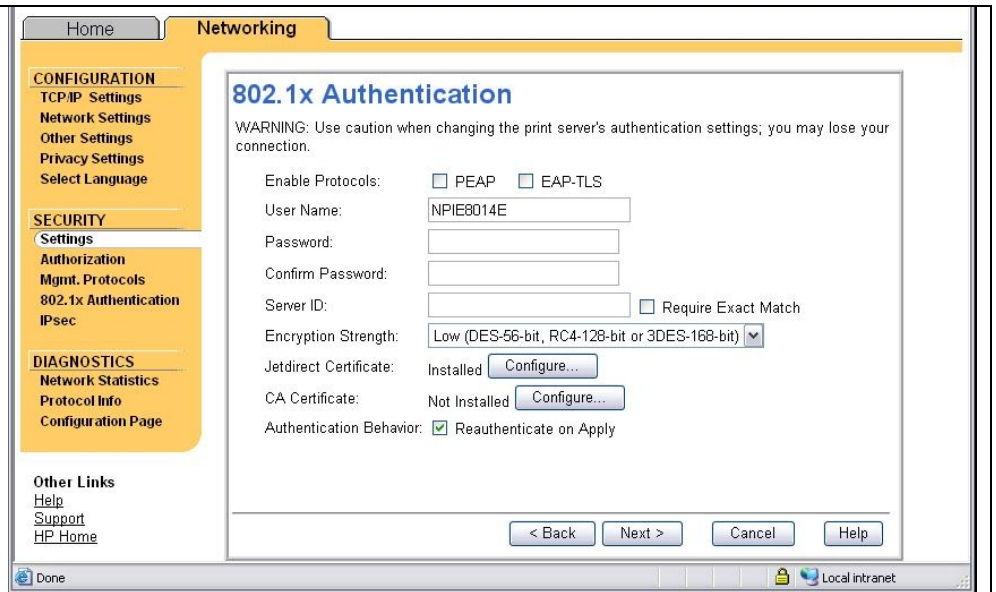 Home Networking
CONFIGURATION
TCP/IP Settings
Network Settings
Other Settings
Privacy Settings
Select Language
SECURITY
Settings
Authorization
Mgmt. Protocols
802.1x Authentication
IPsec
DIAGNOSTICS
Network Statistics
Protocol Info
Configuration Page
Other Links
Help
Support
HP Home
802.1x Authentication
WARNING: Use caution when changing the print server's authentication settings; you may lose your
connection.
Enable Protocols: PEAP EAP-TLS
User Name: NPIE8014E
Password:
Confirm Password:
Server ID: Require Exact Match
Encryption Strength: Low (DES-56-bit, RC4-128-bit or 3DES-168-bit)
Jetdirect Certificate: Installed Configure...
CA Certificate: Not Installed Configure...
Authentication Behavior: Reauthenticate on Apply
< Back Next > Cancel Help
Done Local intranet